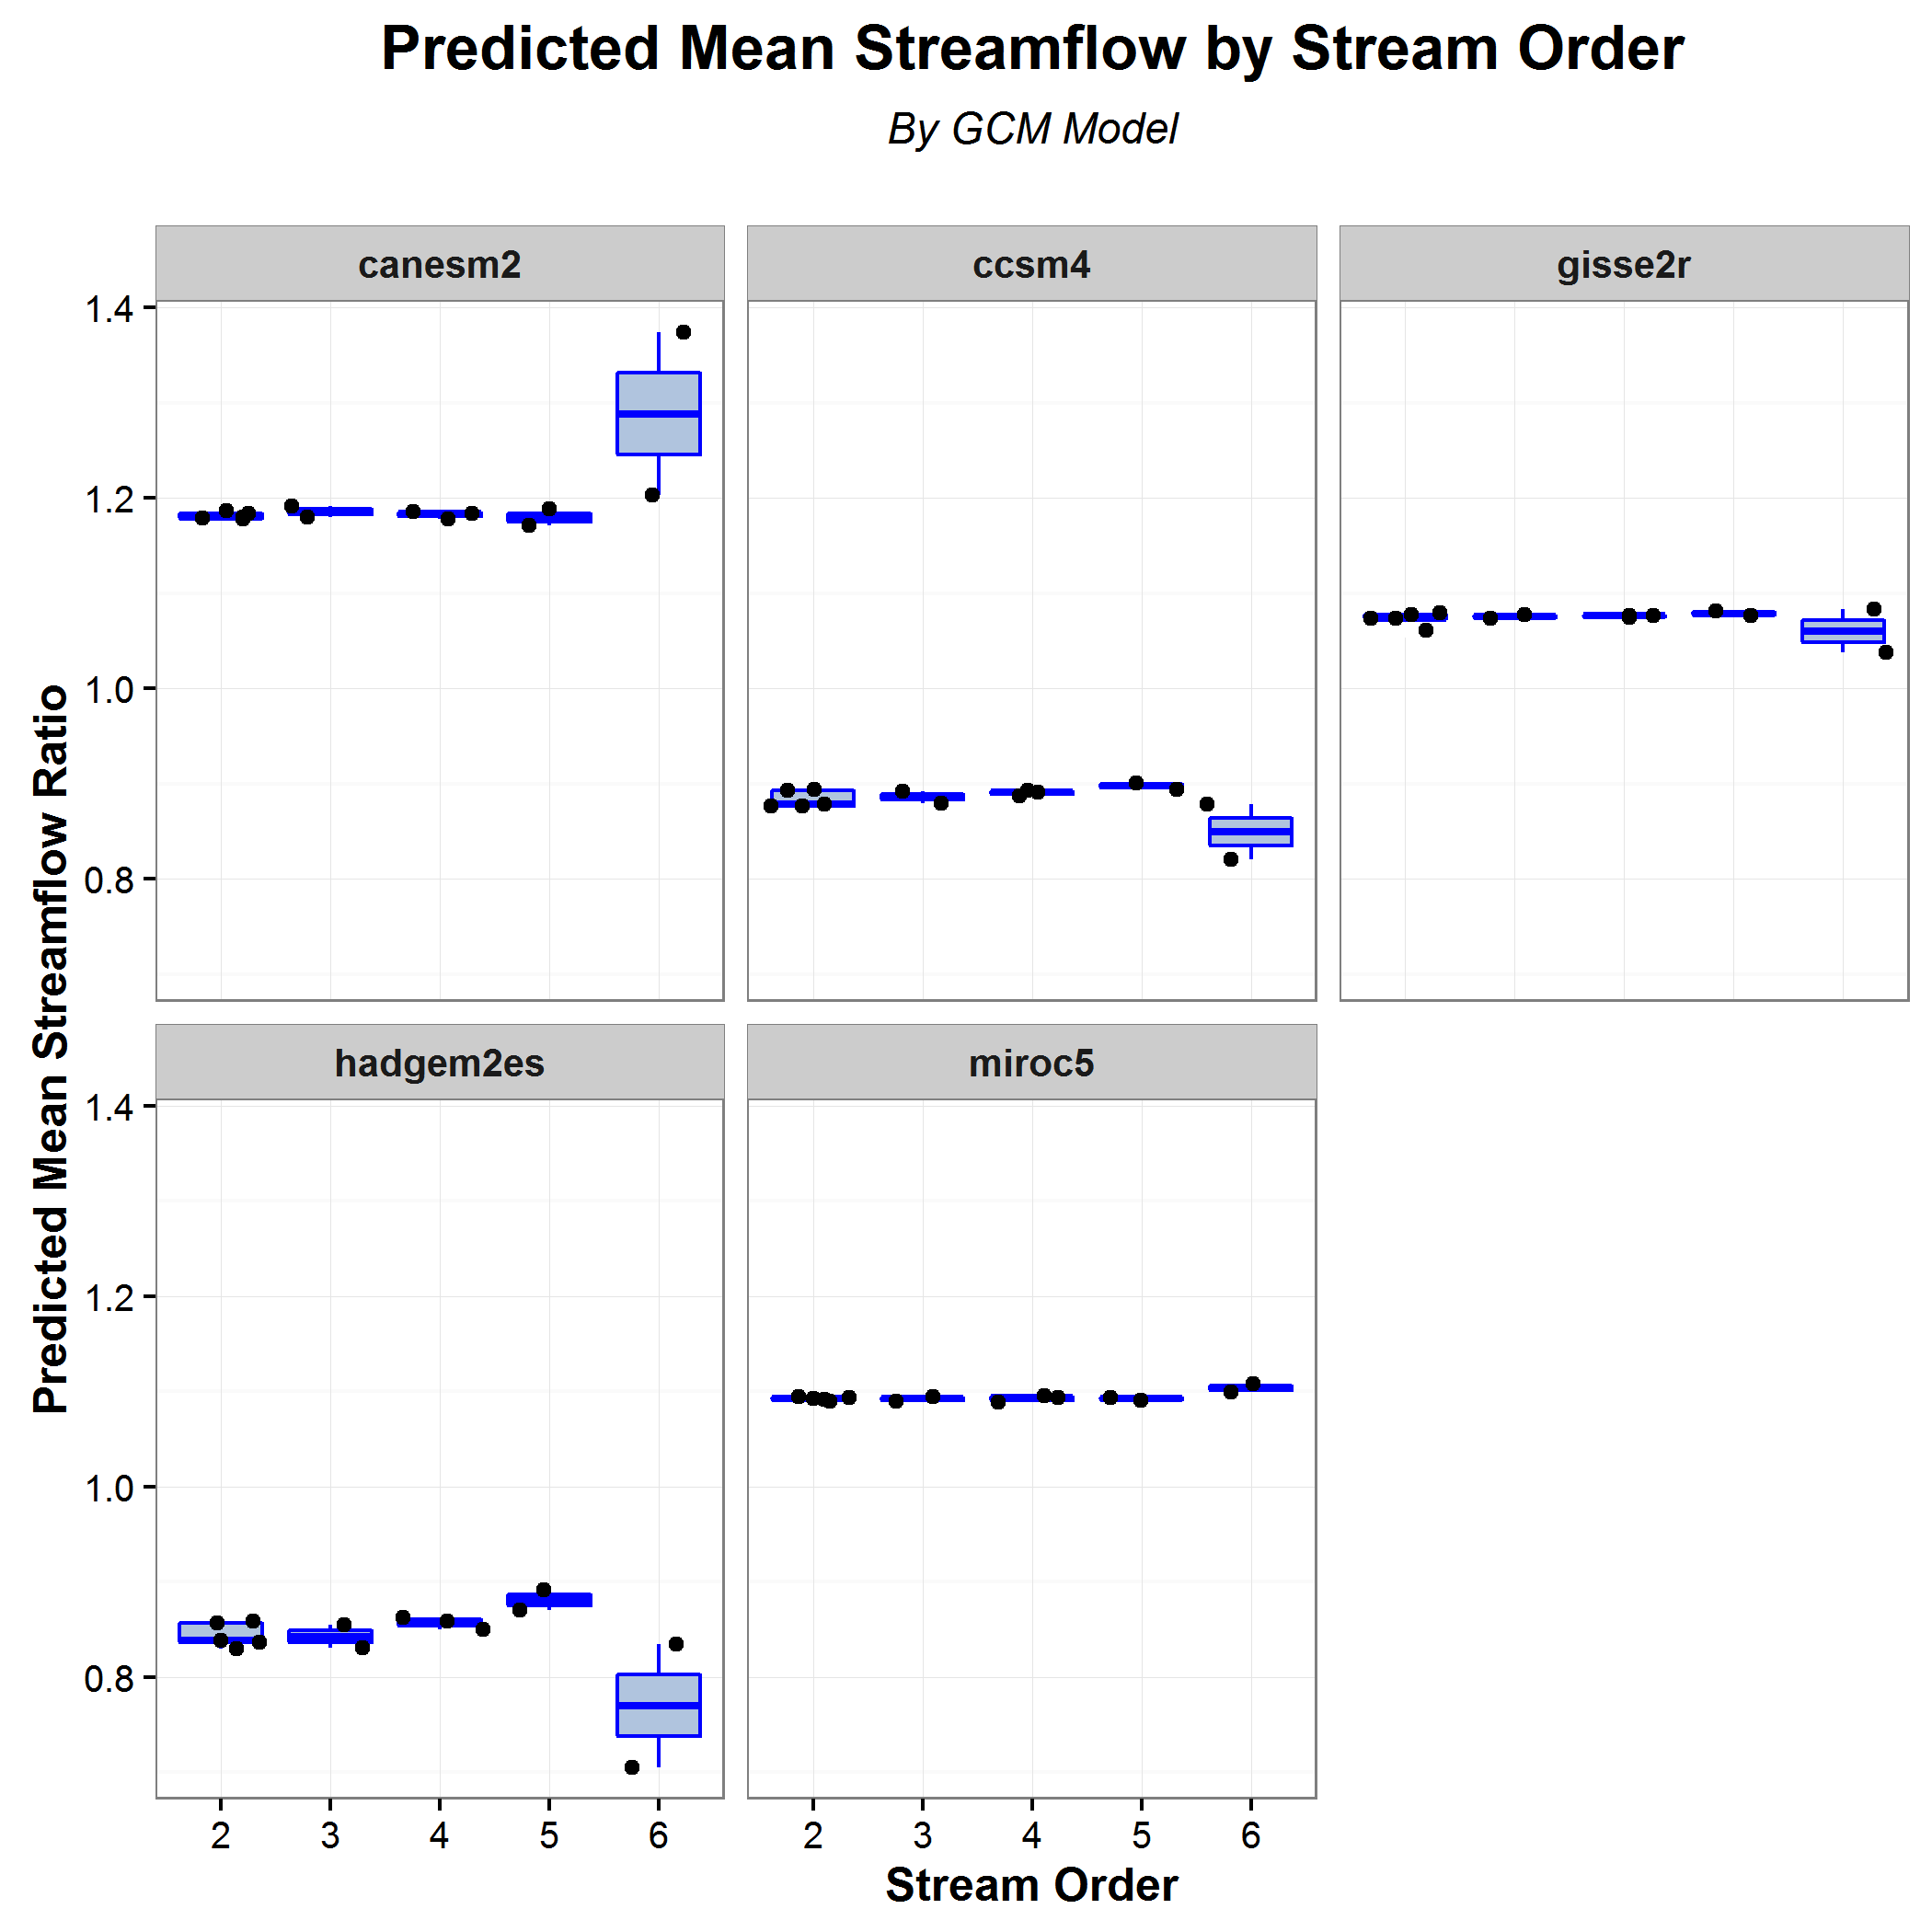 Predicted Mean Streamflow by Stream Order
By GCM Model
canesm2
ccsm4
gisse2r
1.4
1.2
1.0
0.8
Predicted Mean Streamflow Ratio
hadgem2es
miroc5
1.4
1.2
1.0
0.8
2 3 4 5 6
2 3 4 5 6
Stream Order